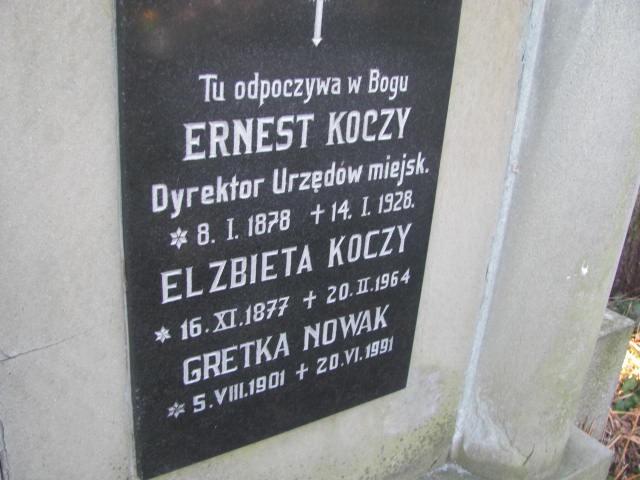 Tu odpoczywa w Bogu
ERNEST KOCZY
Dyrektor Urzędów miejsk.
* 8. I. 1878 + 14. I. 1928.
ELZBIETA KOCZY
* 16. XI. 1877 + 20. II. 1964
GRETKA NOWAK
* 5. VIII. 1901 + 20. VI. 1991